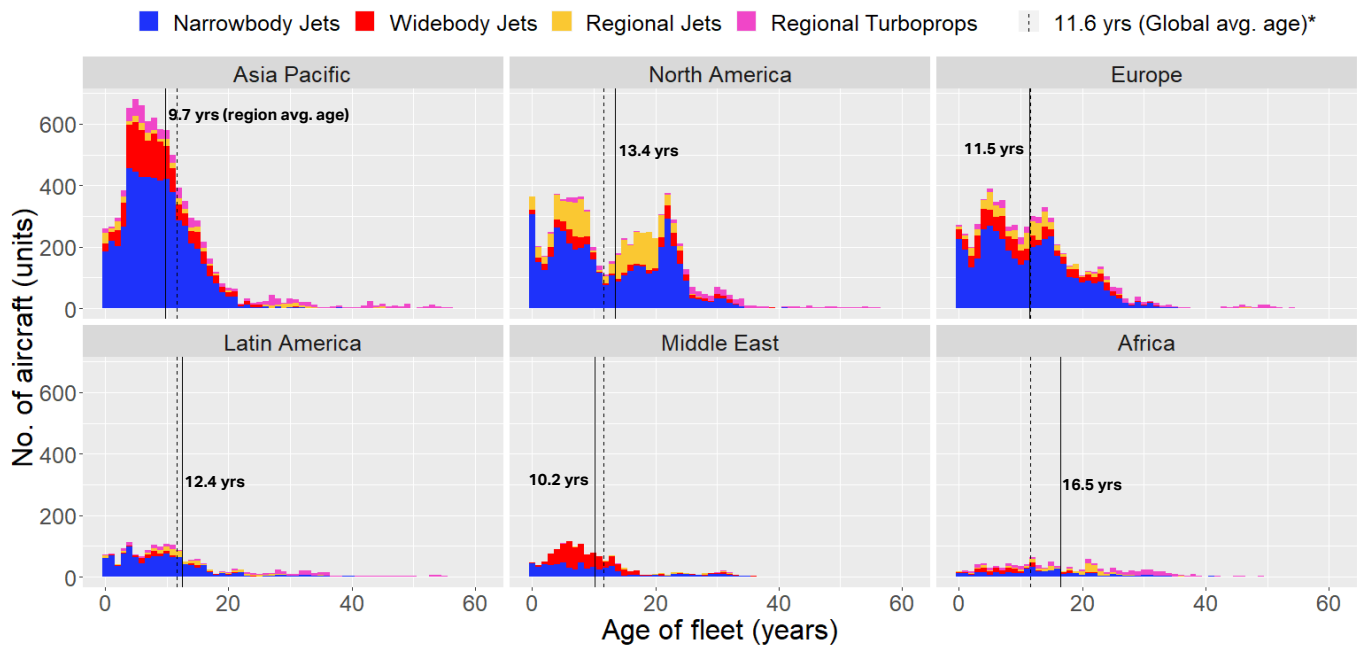 Narrowbody Jets Widebody Jets Regional Jets Regional Turboprops 11.6 yrs (Global avg. age)*
Asia Pacific North America Europe
9.7 yrs (region avg. age)
13.4 yrs
11.5 yrs
600
400
200
0
Latin America Middle East Africa
12.4 yrs
10.2 yrs
16.5 yrs
600
400
200
0
No. of aircraft (units)
0 20 40 60 0 20 40 60 0 20 40 60
Age of fleet (years)